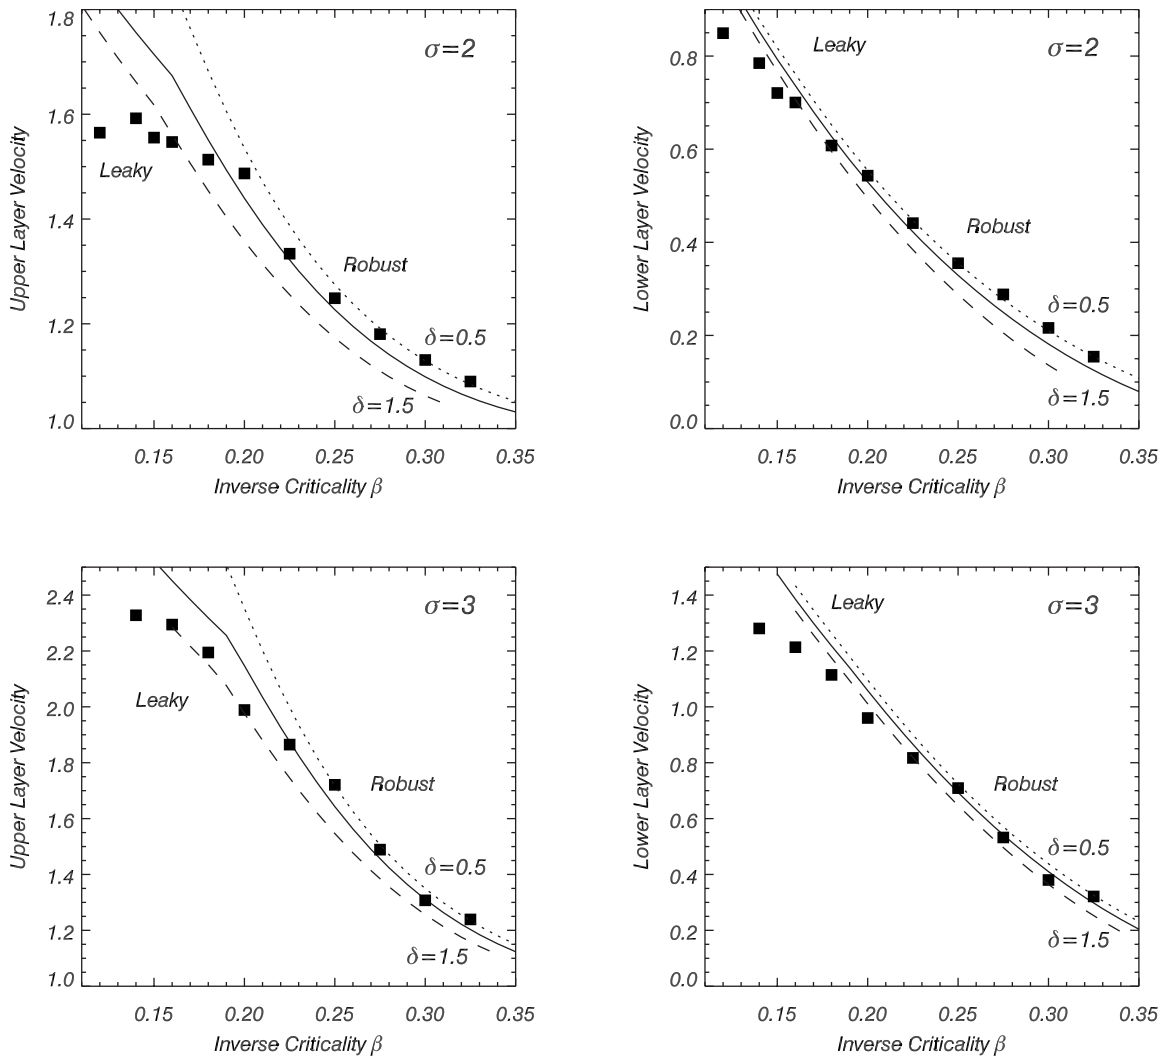 1.8
1.6
1.4
1.2
1.0
Upper Layer Velocity
σ=2
Leaky
Robust
δ=0.5
δ=1.5
0.15 0.20 0.25 0.30 0.35
Inverse Criticality β
0.8
0.6
0.4
0.2
0.0
Lower Layer Velocity
Leaky
σ=2
Robust
δ=0.5
δ=1.5
0.15 0.20 0.25 0.30 0.35
Inverse Criticality β
2.4
2.2
2.0
1.8
1.6
1.4
1.2
1.0
Upper Layer Velocity
σ=3
Leaky
Robust
δ=0.5
δ=1.5
0.15 0.20 0.25 0.30 0.35
Inverse Criticality β
1.4
1.2
1.0
0.8
0.6
0.4
0.2
0.0
Lower Layer Velocity
Leaky
σ=3
Robust
δ=0.5
δ=1.5
0.15 0.20 0.25 0.30 0.35
Inverse Criticality β